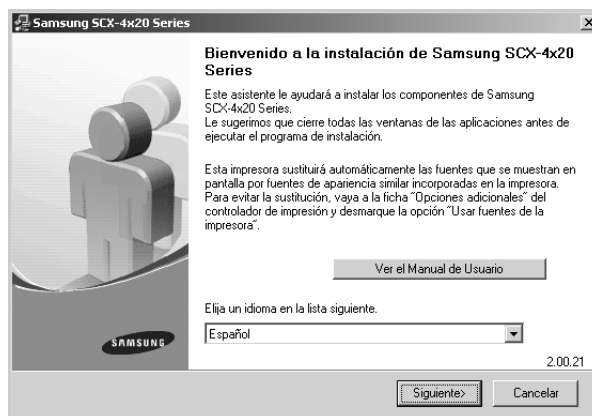 Samsung SCX-4x20 Series
Bienvenido a la instalación de Samsung SCX-4x20
Series
Este asistente le ayudará a instalar los componentes de Samsung
SCX-4x20 Series.
Le sugerimos que cierre todas las ventanas de las aplicaciones antes de
ejecutar el programa de instalación.
Esta impresora sustituirá automáticamente las fuentes que se muestran en
pantalla por fuentes de apariencia similar incorporadas en la impresora.
Para evitar la sustitución, vaya a la ficha "Opciones adicionales" del
controlador de impresión y desmarque la opción "Usar fuentes de la
impresora".
Ver el Manual de Usuario
Elija un idioma en la lista siguiente.
Español
SAMSUNG
2.00.21
Siguiente>
Cancelar